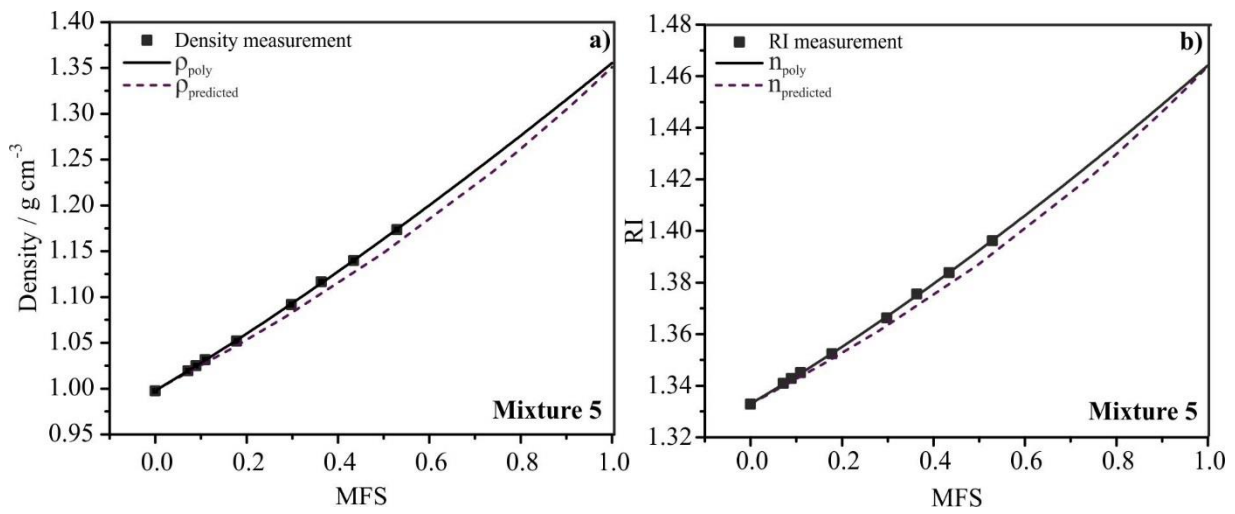 1.40
1.35
1.30
1.25
1.20
1.15
1.10
1.05
1.00
0.95
Density / g cm-3
Density measurement
ρpoly
ρpredicted
a)
Mixture 5
0.0 0.2 0.4 0.6 0.8 1.0
MFS
1.48
1.46
1.44
1.42
1.40
1.38
1.36
1.34
1.32
RI
RI measurement
npoly
npredicted
b)
Mixture 5
0.0 0.2 0.4 0.6 0.8 1.0
MFS